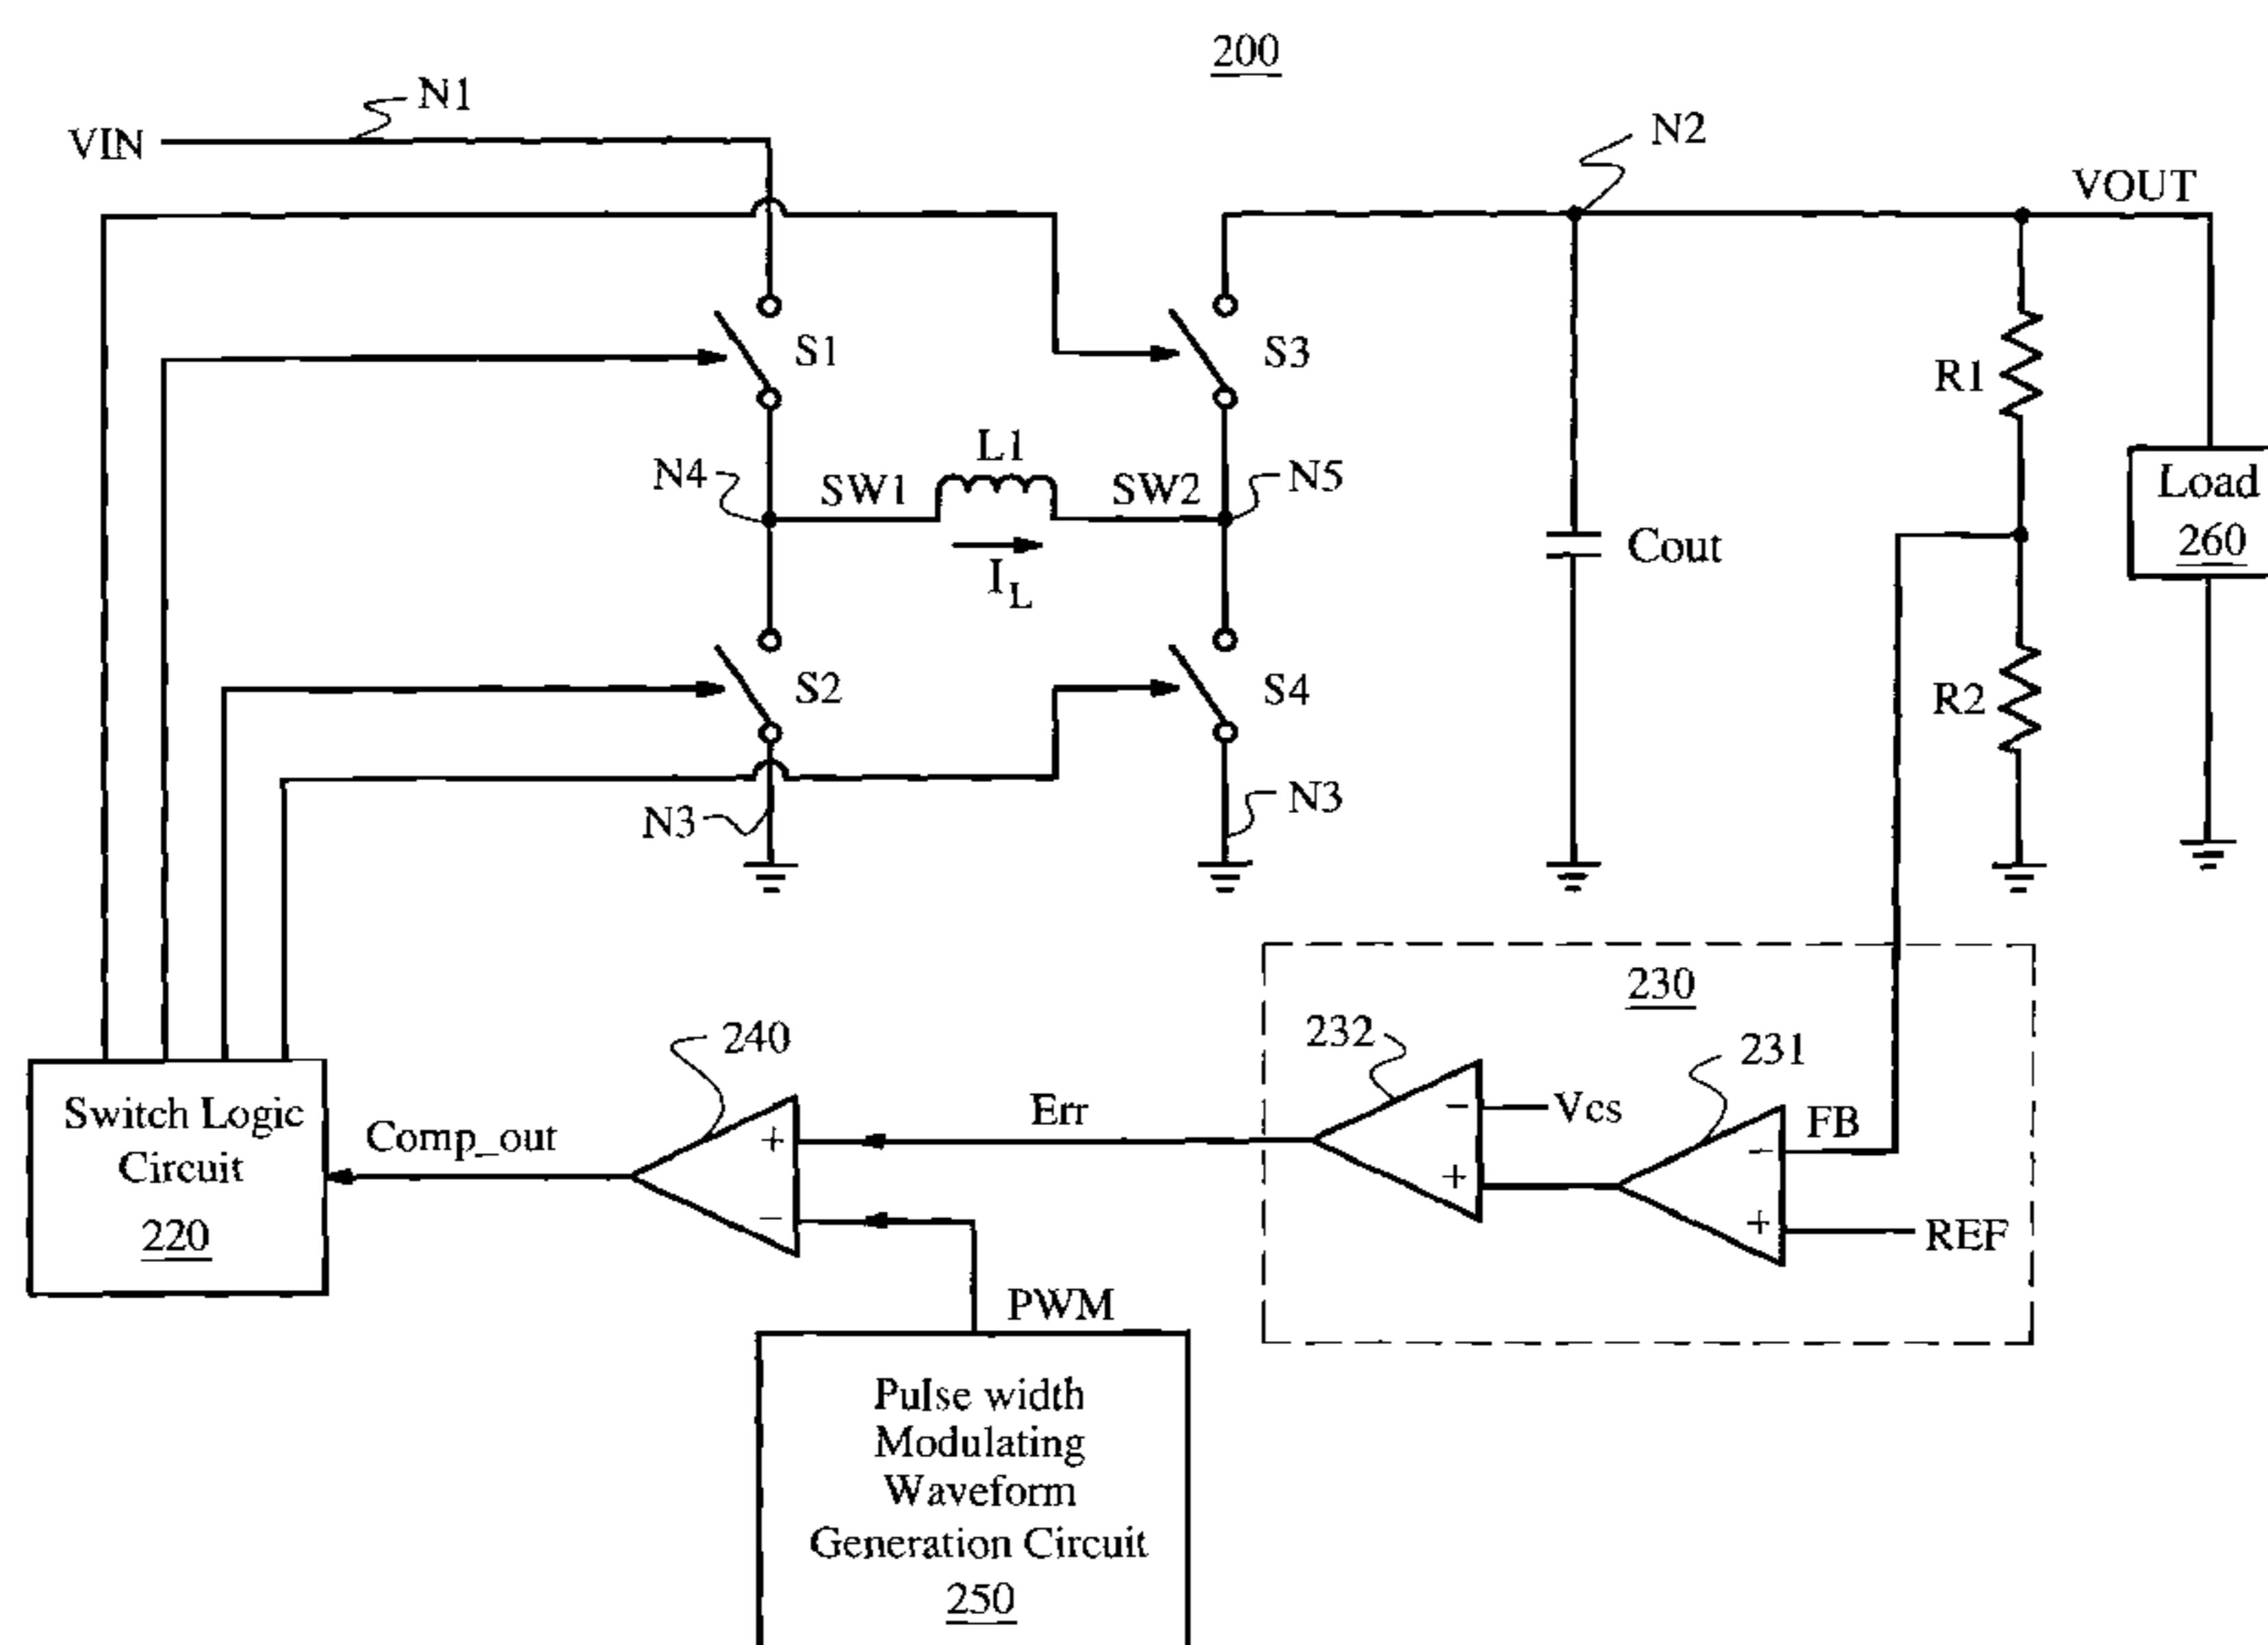 200
N1
VIN
N2
VOUT
S1
S3
R1
L1
N4
SW1
SW2
N5
Load
260
Cout
I_L
S2
S4
R2
N3
N3
230
232
231
240
Switch Logic
Circuit
220
Comp_out
Err
Vcs
FB
+
−
−
+
−
+
REF
PWM
Pulse width
Modulating
Waveform
Generation Circuit
250